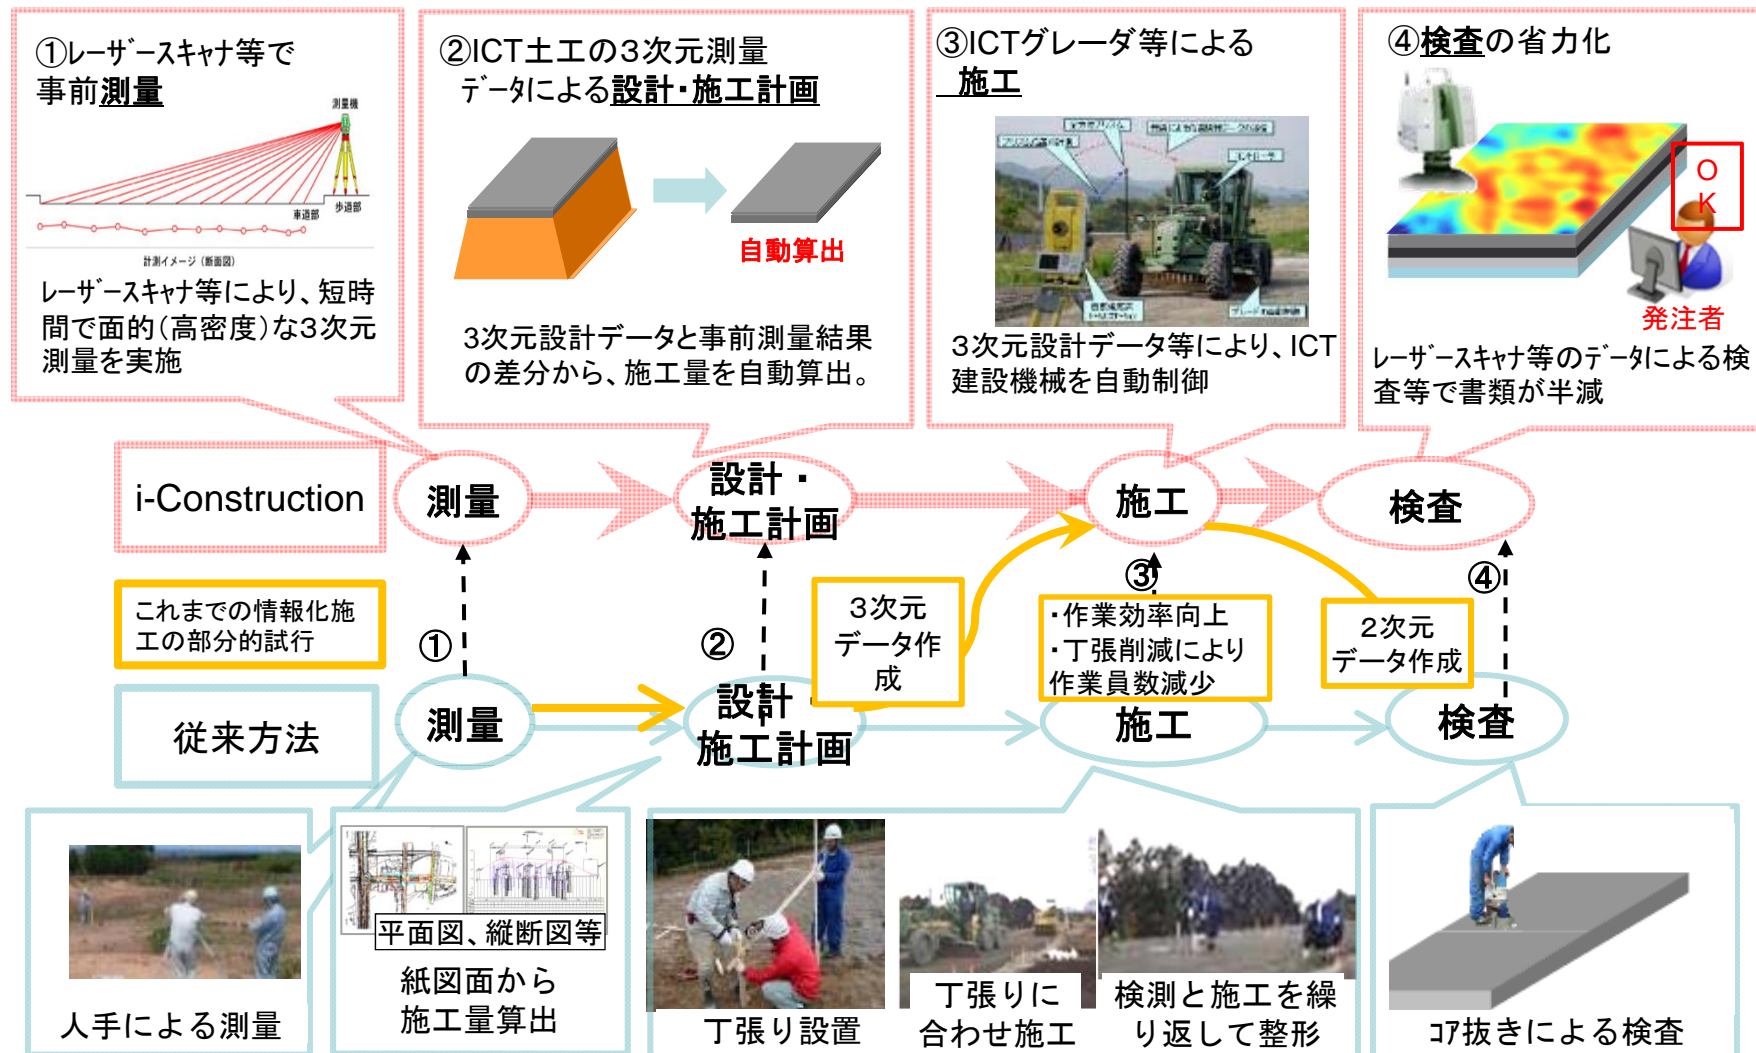 ①ﾚｰｻﾞｰｽｷｬﾅ等で
事前測量
測量機
車道部
歩道部
計測イメージ（断面図）
ﾚｰｻﾞｰｽｷｬﾅ等により、短時
間で面的（高密度）な３次元
測量を実施
②ICT土工の３次元測量
ﾃﾞｰﾀによる設計・施工計画
自動算出
３次元設計データと事前測量結果
の差分から、施工量を自動算出。
③ICTグレーダ等による
施工
３次元設計データ等により、ICT
建設機械を自動制御
④検査の省力化
O
K
発注者
ﾚｰｻﾞｰｽｷｬﾅ等のデータによる検
査等で書類が半減
i-Construction
測量
設計・
施工計画
施工
検査
これまでの情報化施
工の部分的試行
①
②
３次元
データ作
成
③
・作業効率向上
・丁張削減により
作業員数減少
２次元
データ作成
④
従来方法
測量
設計・
施工計画
施工
検査
人手による測量
平面図、縦断図等
紙図面から
施工量算出
丁張り設置
丁張りに
合わせ施工
検測と施工を繰
り返して整形
ｺｱ抜きによる検査